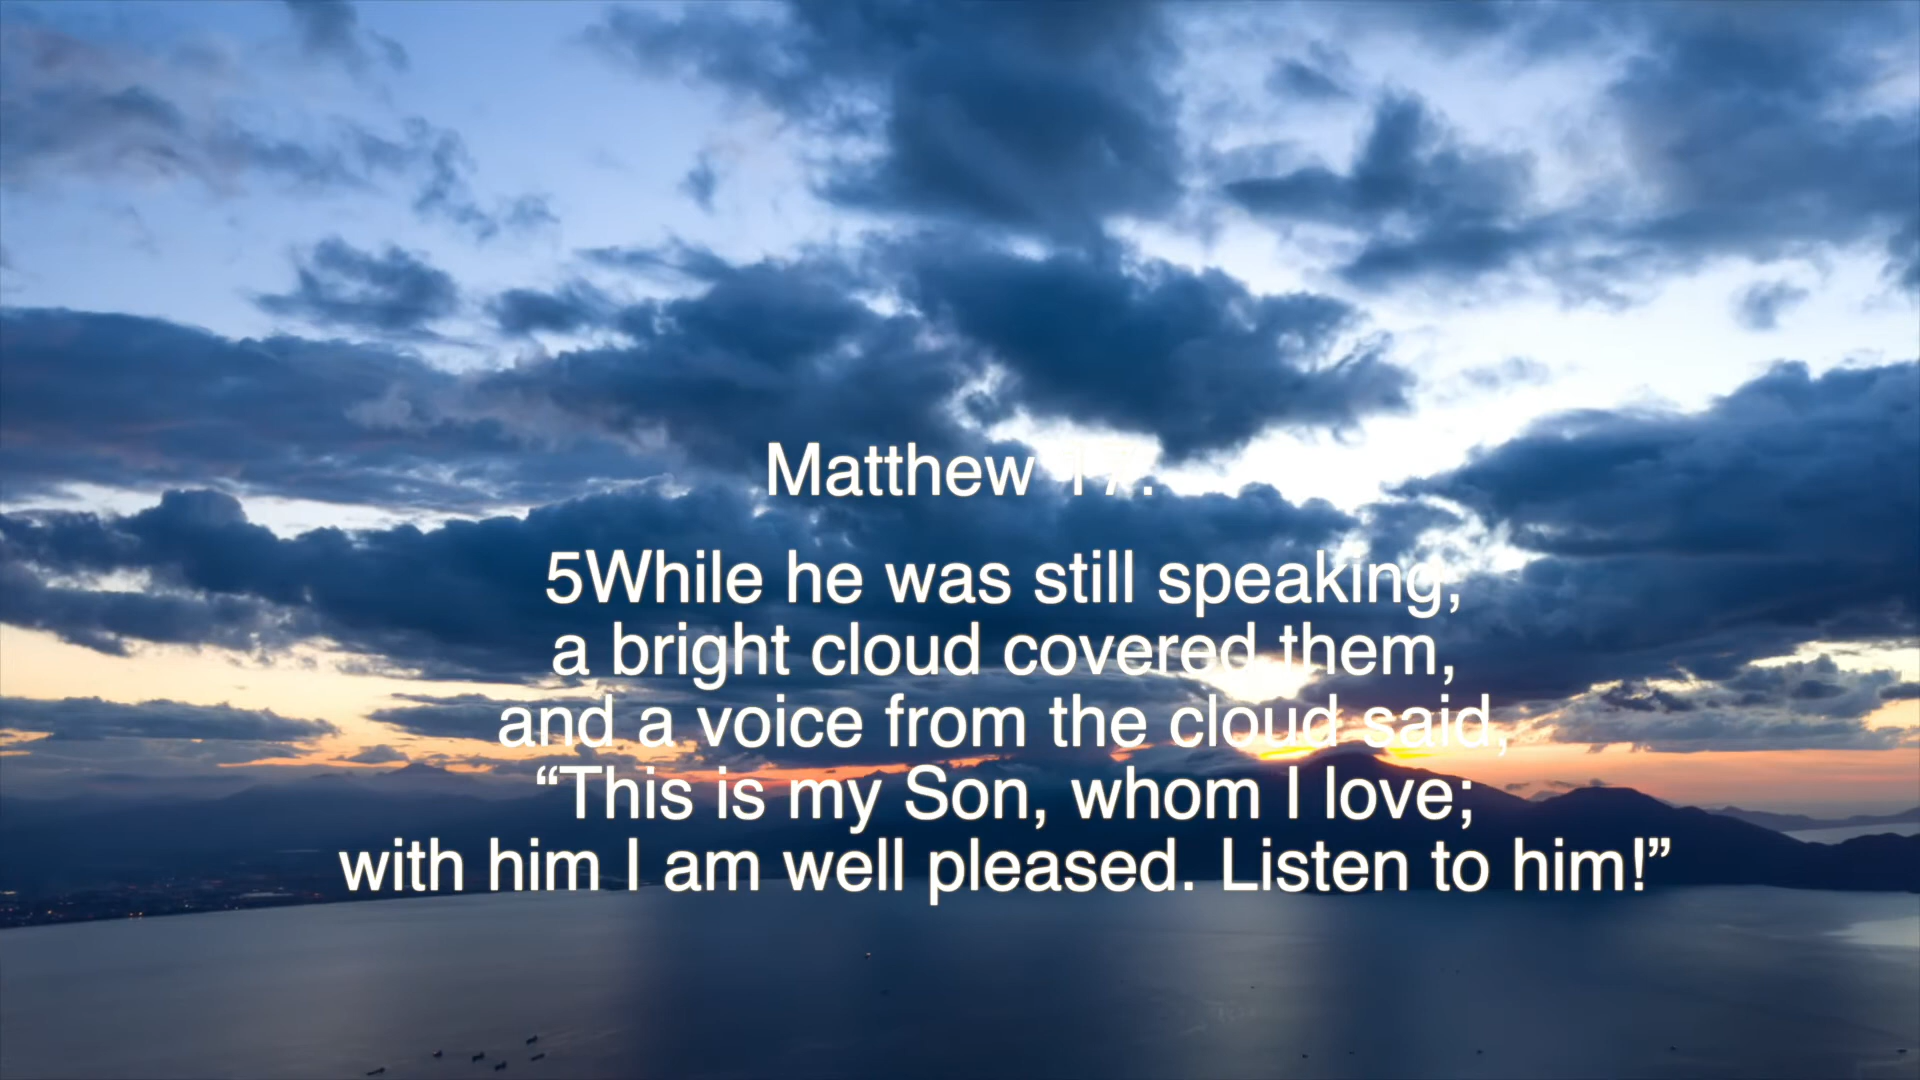 Matthew 17:
5While he was still speaking,
a bright cloud covered them,
and a voice from the cloud said,
“This is my Son, whom I love;
with him I am well pleased. Listen to him!”